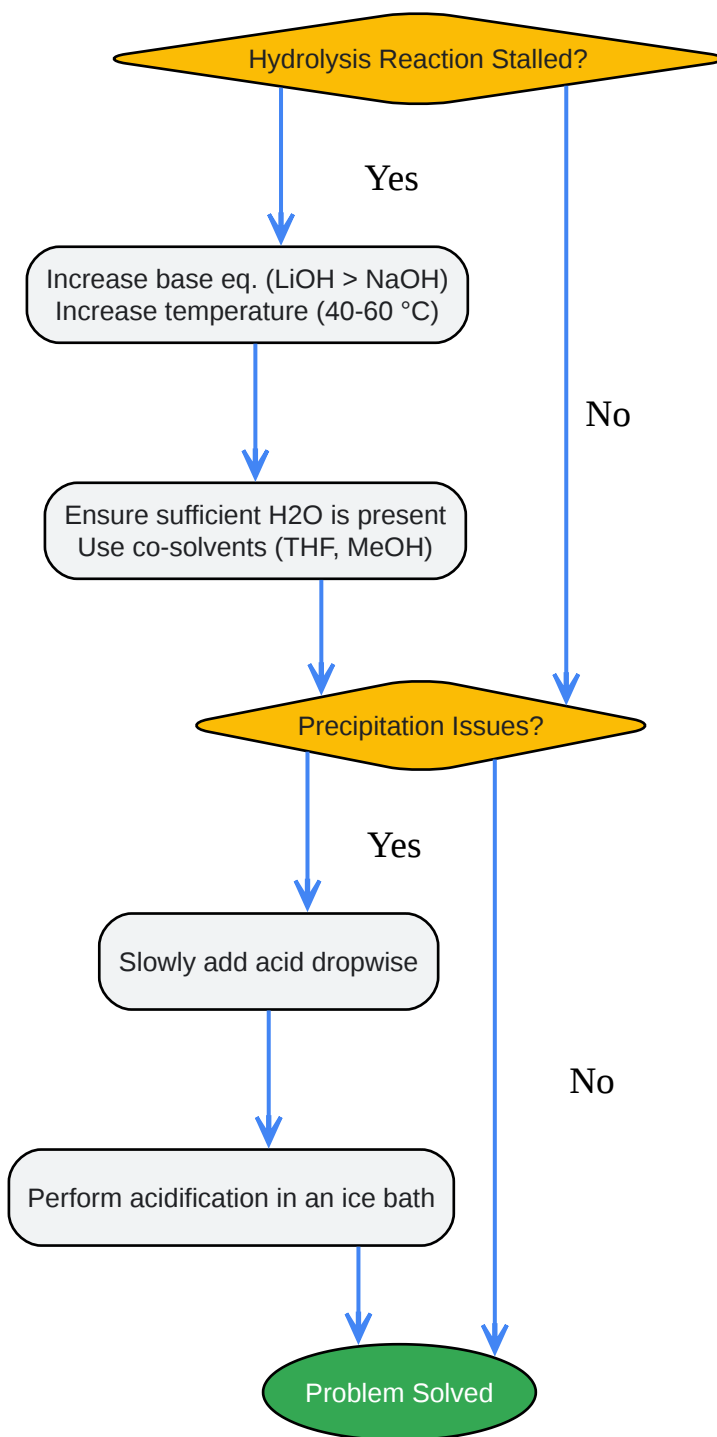 Hydrolysis Reaction Stalled?
Yes
Increase base eq. (LiOH > NaOH)
Increase temperature (40-60 °C)
No
Ensure sufficient H2O is present
Use co-solvents (THF, MeOH)
Precipitation Issues?
Yes
Slowly add acid dropwise
No
Perform acidification in an ice bath
Problem Solved